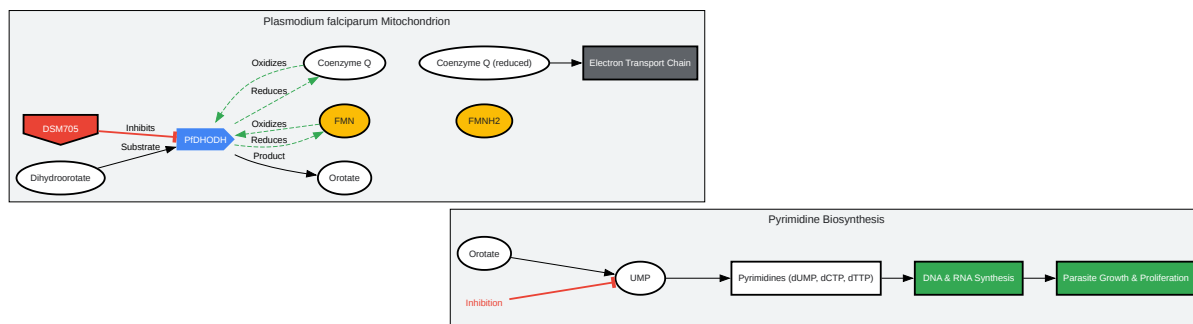 Plasmodium falciparum Mitochondrion
Oxidizes
Coenzyme Q
Coenzyme Q (reduced)
Electron Transport Chain
Reduces
DSM705
Inhibits
PfDHODH
Oxidizes
FMN
FMNH2
Reduces
Substrate
Product
Dihydroorotate
Orotate
Pyrimidine Biosynthesis
Orotate
UMP
Pyrimidines (dUMP, dCTP, dTTP)
DNA & RNA Synthesis
Parasite Growth & Proliferation
Inhibition